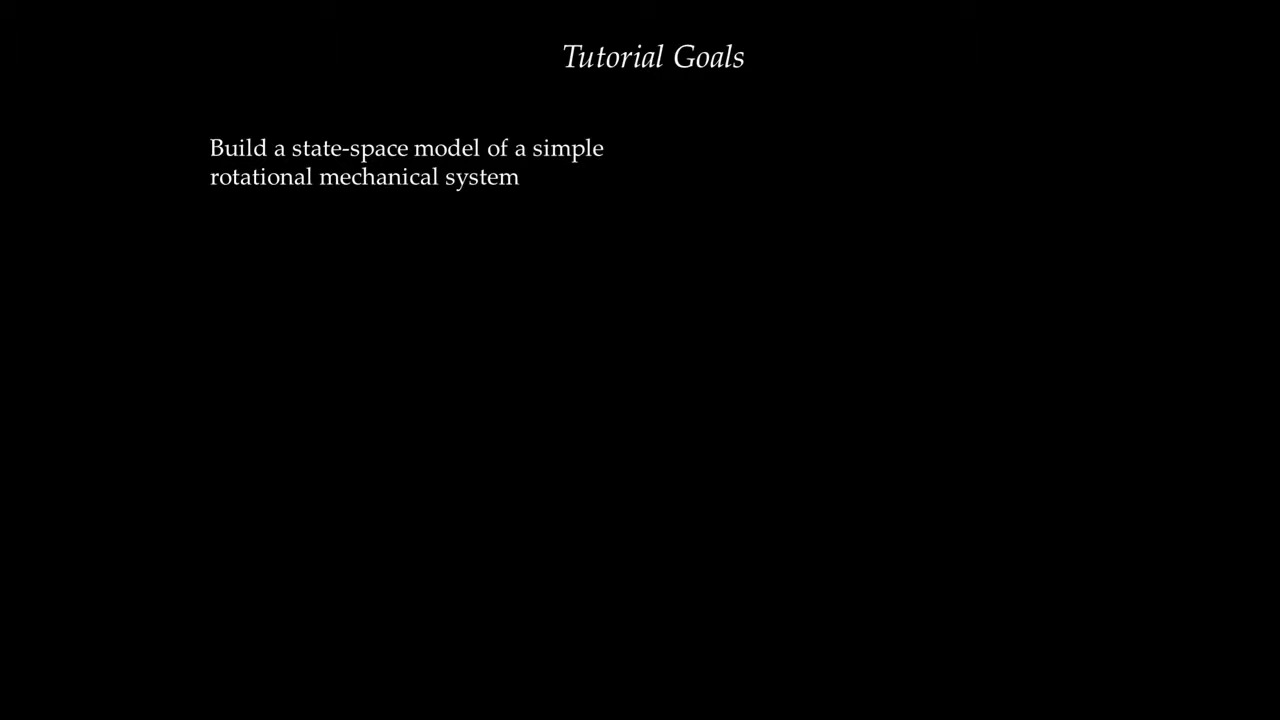 Tutorial Goals
Build a state-space model of a simple
rotational mechanical system